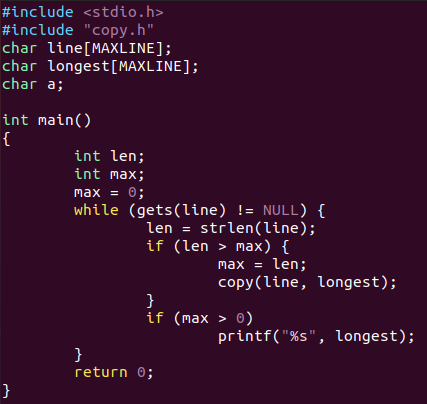 #include <stdio.h>
#include "copy.h"
char line[MAXLINE];
char longest[MAXLINE];
char a;

int main()
{
        int len;
        int max;
        max = 0;
        while (gets(line) != NULL) {
                len = strlen(line);
                if (len > max) {
                        max = len;
                        copy(line, longest);
                }
                if (max > 0)
                        printf("%s", longest);
        }
        return 0;
}